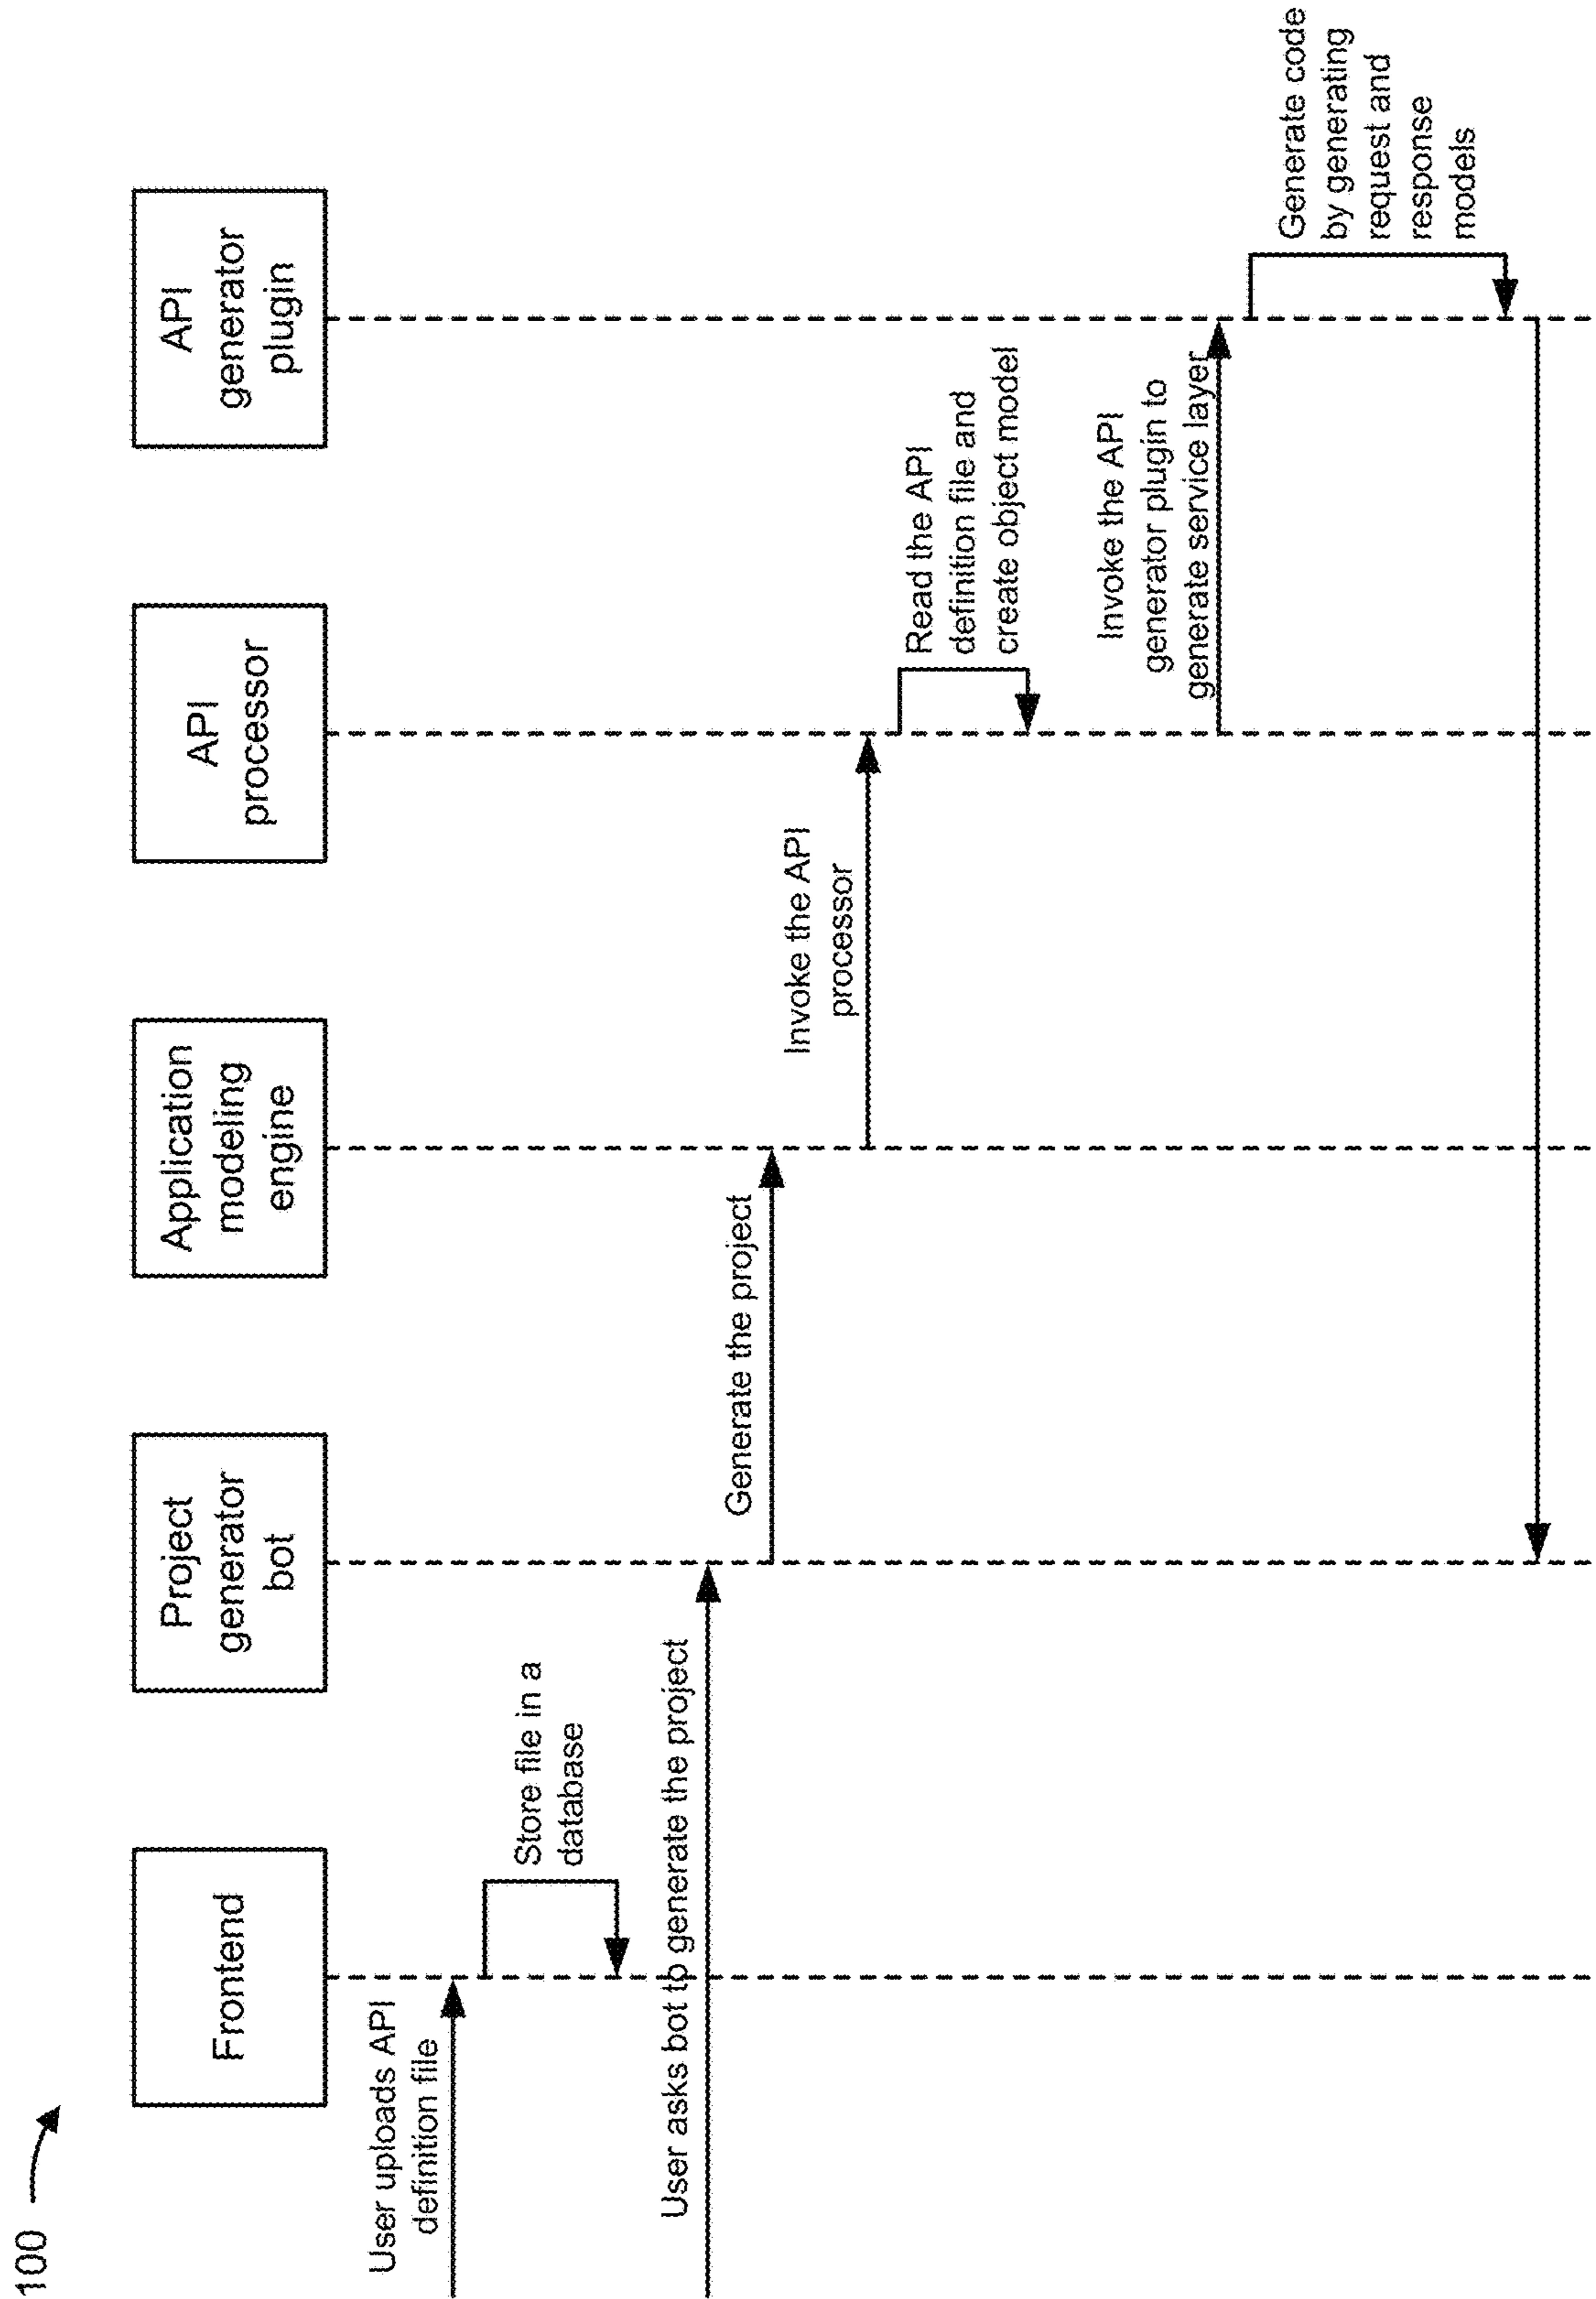 100
Frontend
Project
generator
bot
Application
modeling
engine
API
processor
API
generator
plugin
User uploads API
definition file
Store file in a
database
User asks bot to generate the project
Generate the project
Invoke the API
processor
Read the API
definition file and
create object model
Invoke the API
generator plugin to
generate service layer
Generate code
by generating
request and
response
models